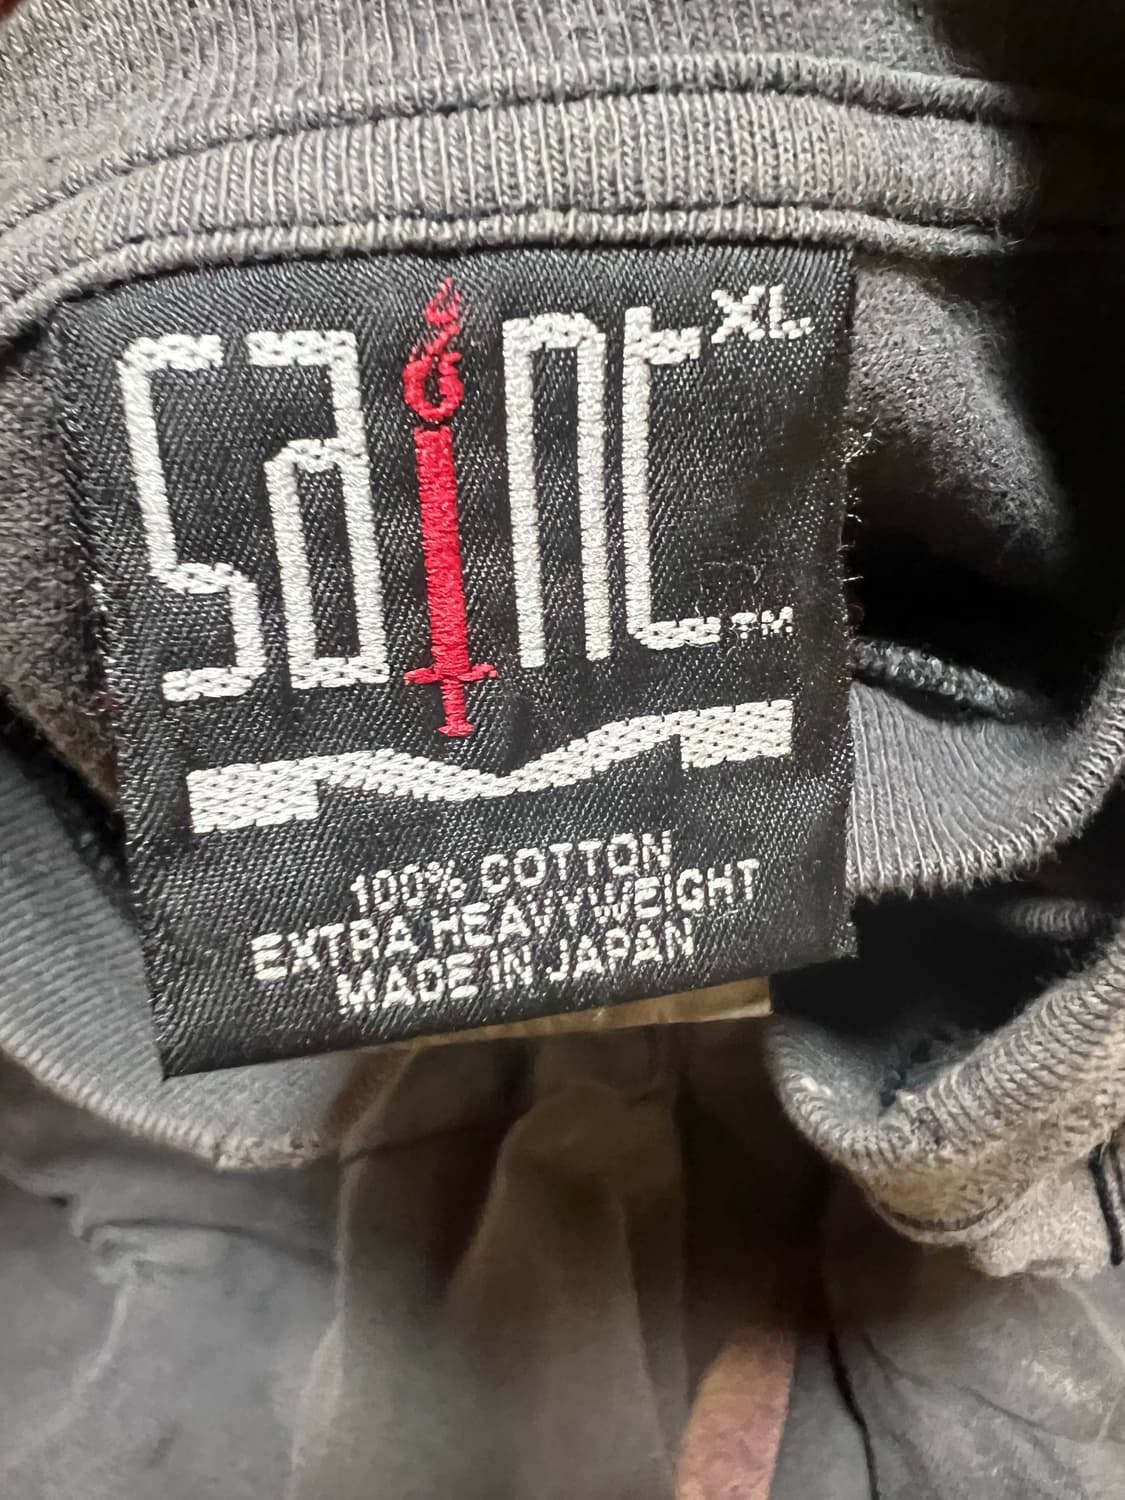 SaINt XL
TM
100% COTTON
EXTRA HEAVYWEIGHT
MADE IN JAPAN